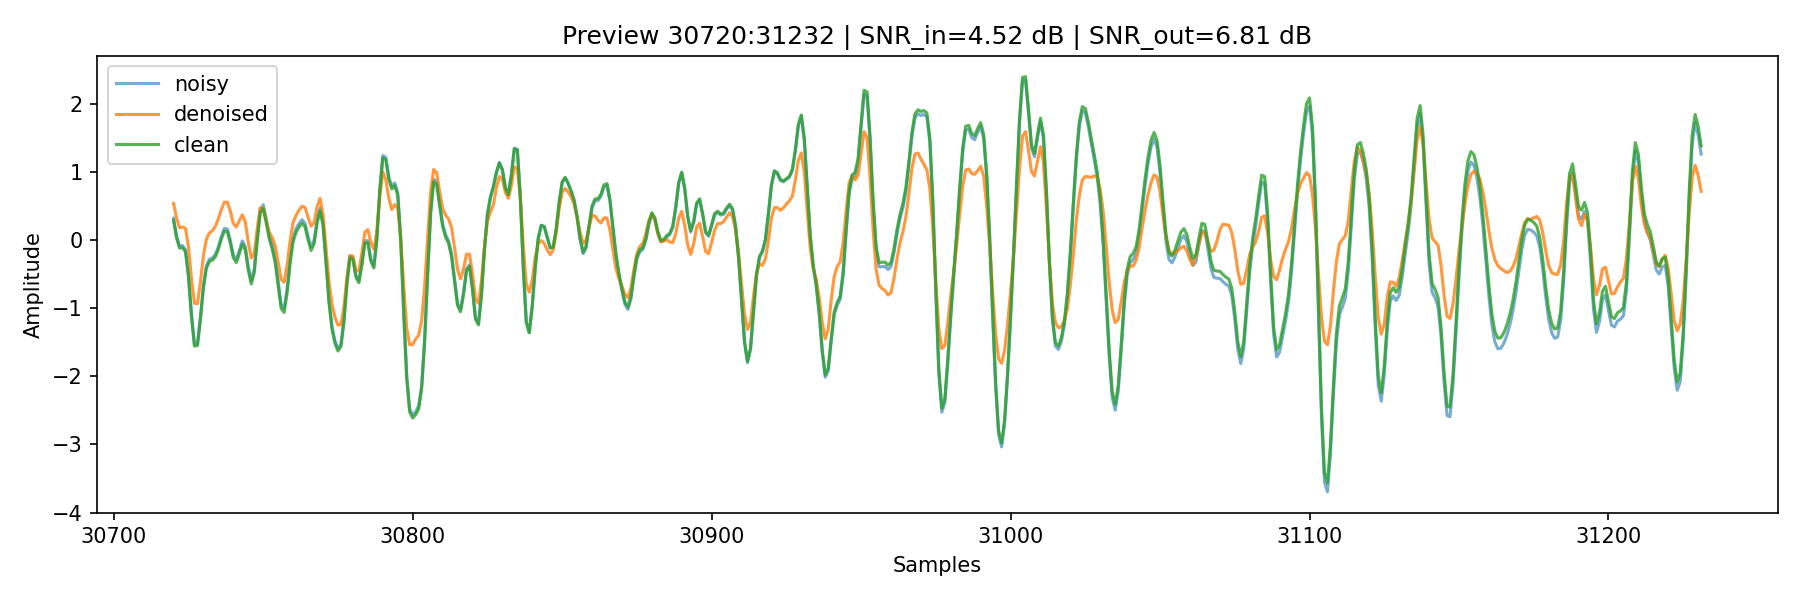 Preview 30720:31232 | SNR_in=4.52 dB | SNR_out=6.81 dB
noisy
denoised
clean
Amplitude
2
1
0
−1
−2
−3
−4
30700 30800 30900 31000 31100 31200
Samples